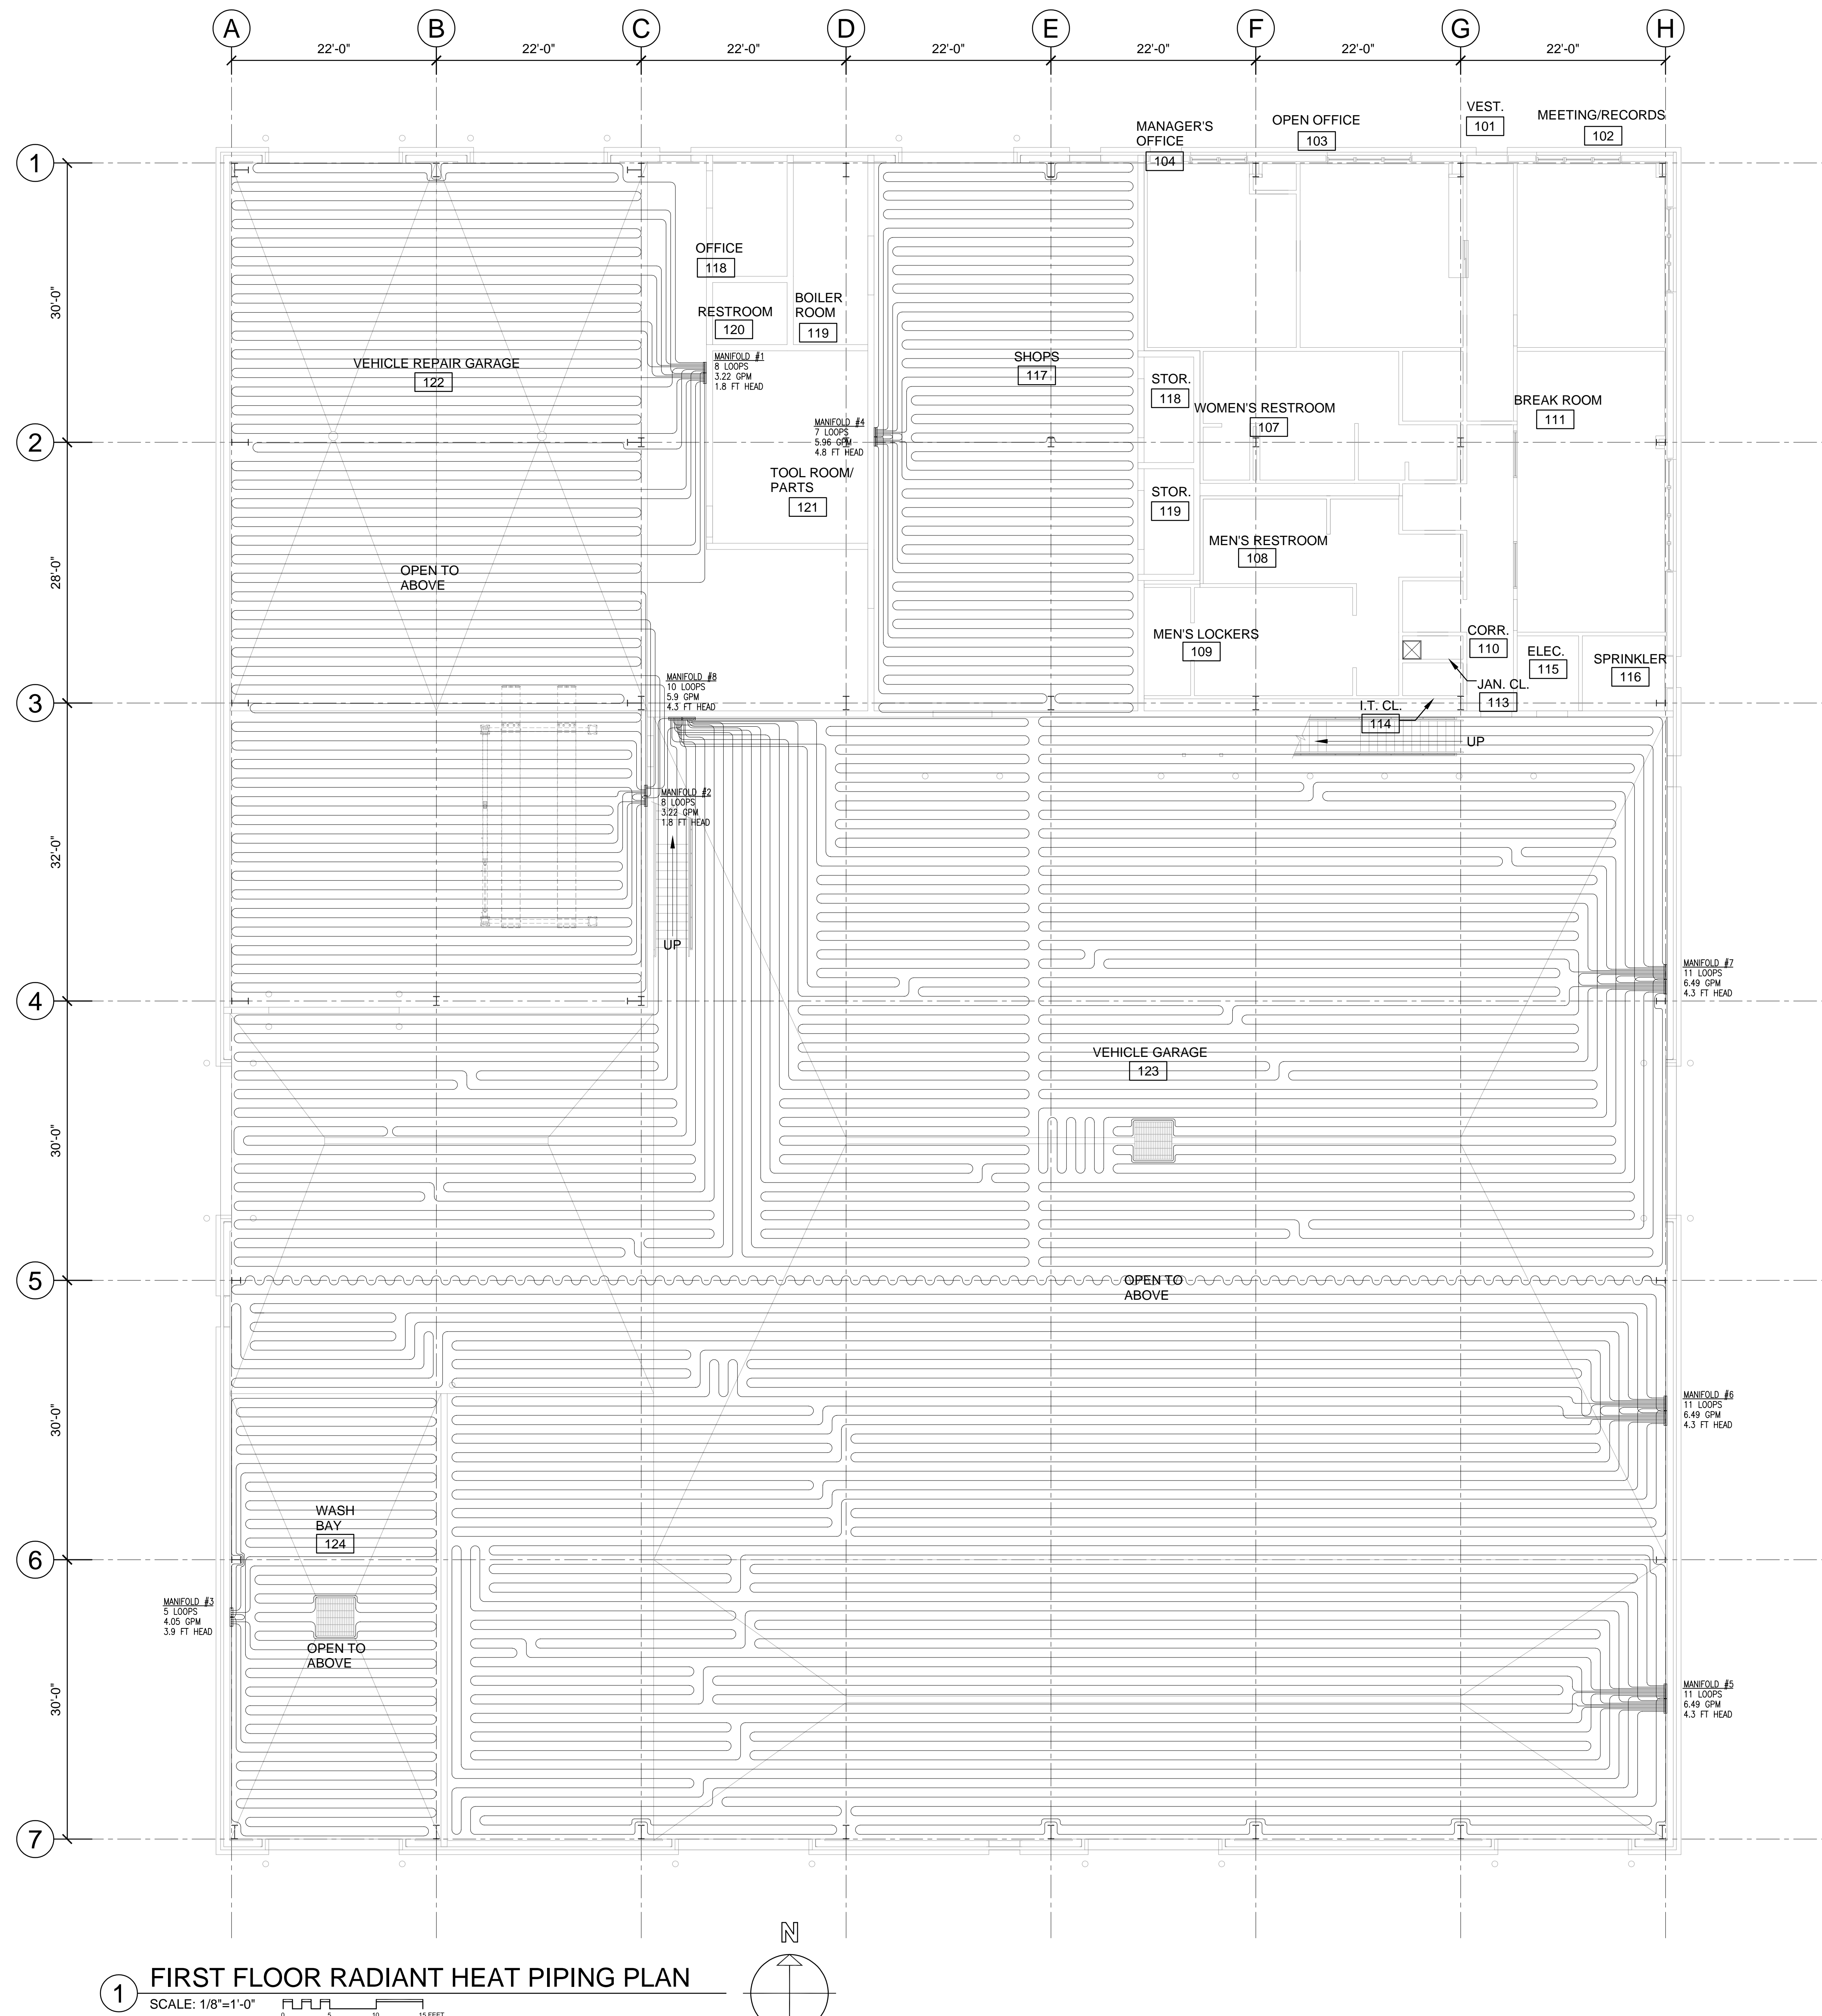 A B C D E F G H
22'-0" 22'-0" 22'-0" 22'-0" 22'-0" 22'-0" 22'-0"
VEST.
101
MEETING/RECORDS
102
OPEN OFFICE
103
MANAGER'S
OFFICE
104
1
OFFICE
118
RESTROOM
120
BOILER
ROOM
119
30'-0"
VEHICLE REPAIR GARAGE
122
MANIFOLD #1
8 LOOPS
3.22 GPM
1.8 FT HEAD
SHOPS
117
STOR.
118
WOMEN'S RESTROOM
107
BREAK ROOM
111
MANIFOLD #4
7 LOOPS
5.96 GPM
4.8 FT HEAD
2
TOOL ROOM/
PARTS
121
STOR.
119
MEN'S RESTROOM
108
28'-0"
OPEN TO
ABOVE
MEN'S LOCKERS
109
CORR.
110
ELEC.
115
SPRINKLER
116
JAN. CL.
113
I.T. CL.
114
UP
3
MANIFOLD #8
10 LOOPS
5.9 GPM
4.3 FT HEAD
MANIFOLD #2
8 LOOPS
3.22 GPM
1.8 FT HEAD
32'-0"
UP
MANIFOLD #7
11 LOOPS
6.49 GPM
4.3 FT HEAD
4
VEHICLE GARAGE
123
30'-0"
5
OPEN TO
ABOVE
30'-0"
MANIFOLD #6
11 LOOPS
6.49 GPM
4.3 FT HEAD
WASH
BAY
124
6
MANIFOLD #3
5 LOOPS
4.05 GPM
3.9 FT HEAD
OPEN TO
ABOVE
30'-0"
MANIFOLD #5
11 LOOPS
6.49 GPM
4.3 FT HEAD
7
N
1
FIRST FLOOR RADIANT HEAT PIPING PLAN
SCALE: 1/8"=1'-0"
0 5 10 15 FEET